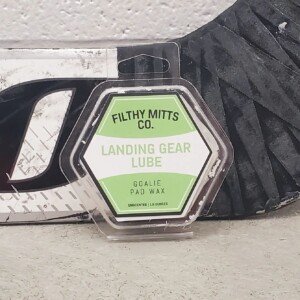 FILTHY MITTS
CO.
LANDING GEAR
LUBE
GOALIE
PAD WAX